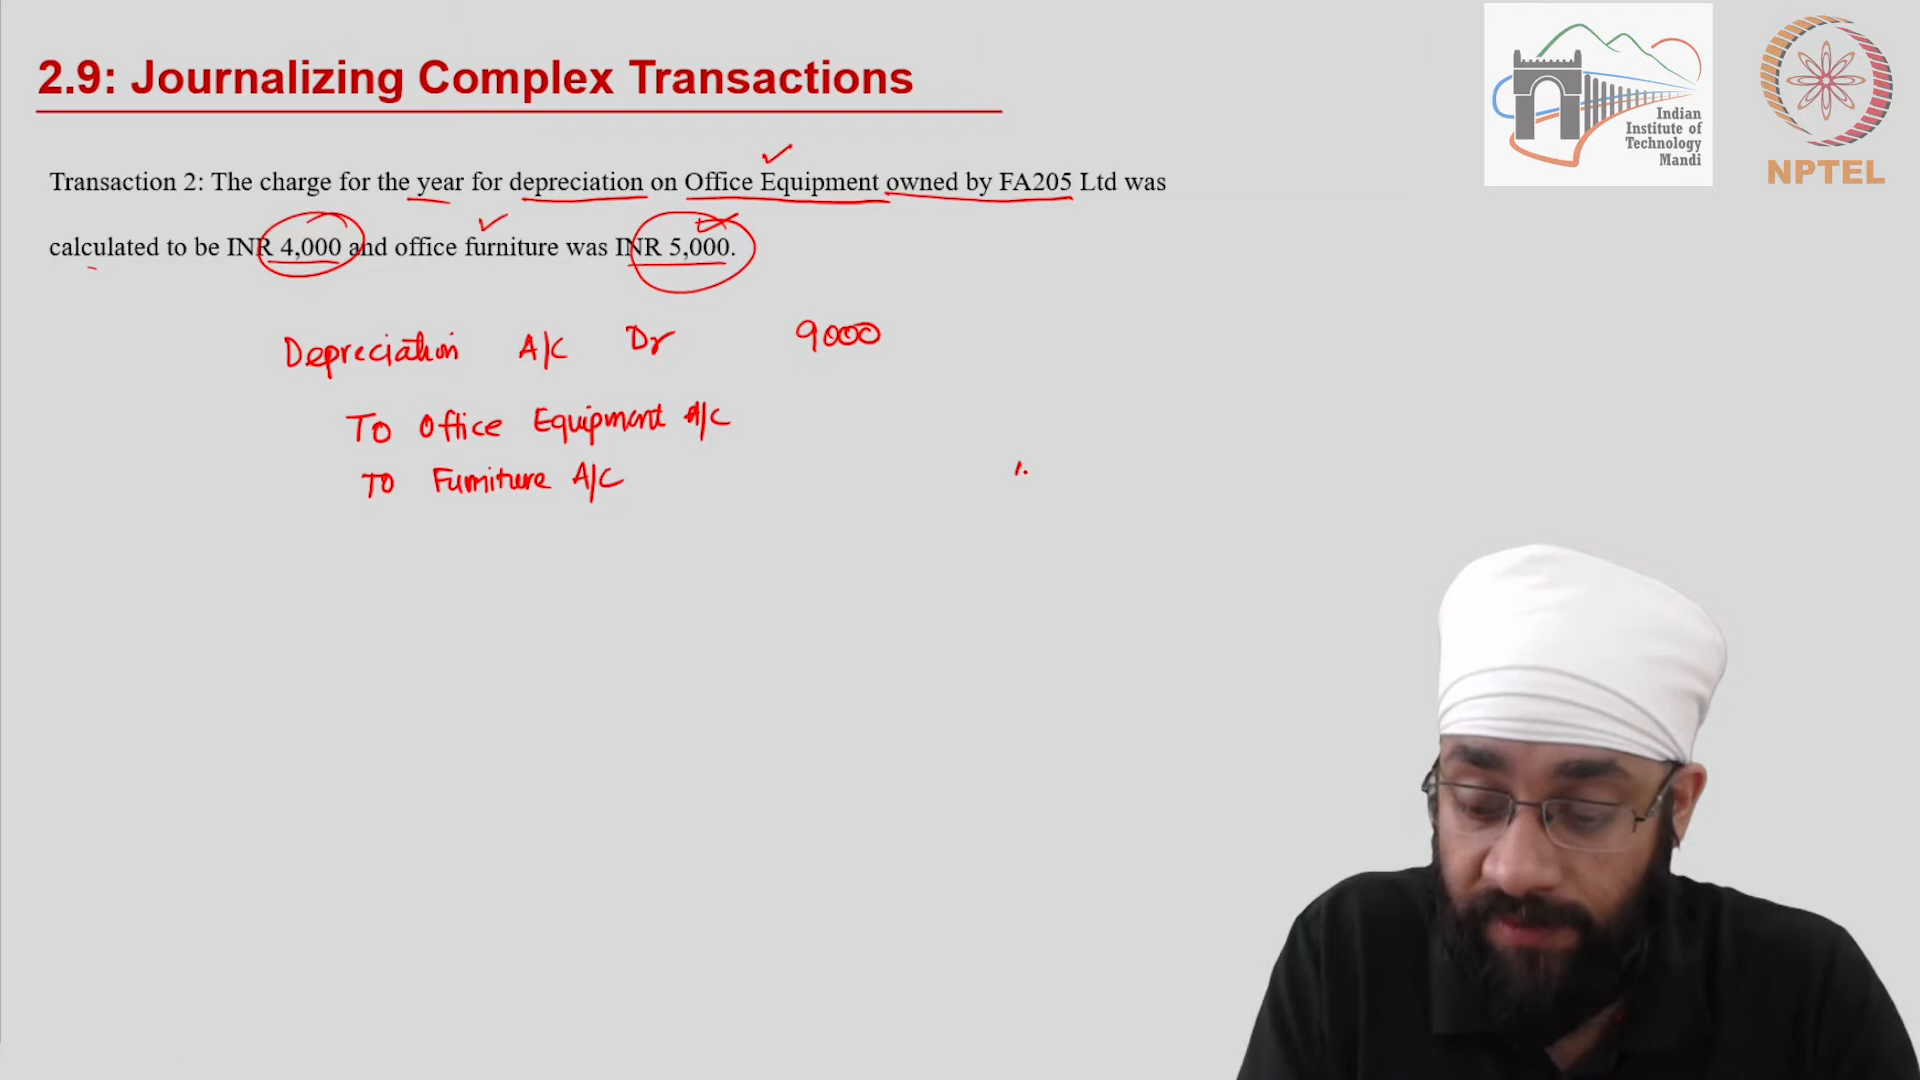 2.9: Journalizing Complex Transactions
Indian
Institute of
Technology
Mandi
NPTEL
Transaction 2: The charge for the year for depreciation on Office Equipment owned by FA205 Ltd was
calculated to be INR 4,000 and office furniture was INR 5,000.
Depreciation A/C Dr 9000
To Office Equipment A/C
To Furniture A/C